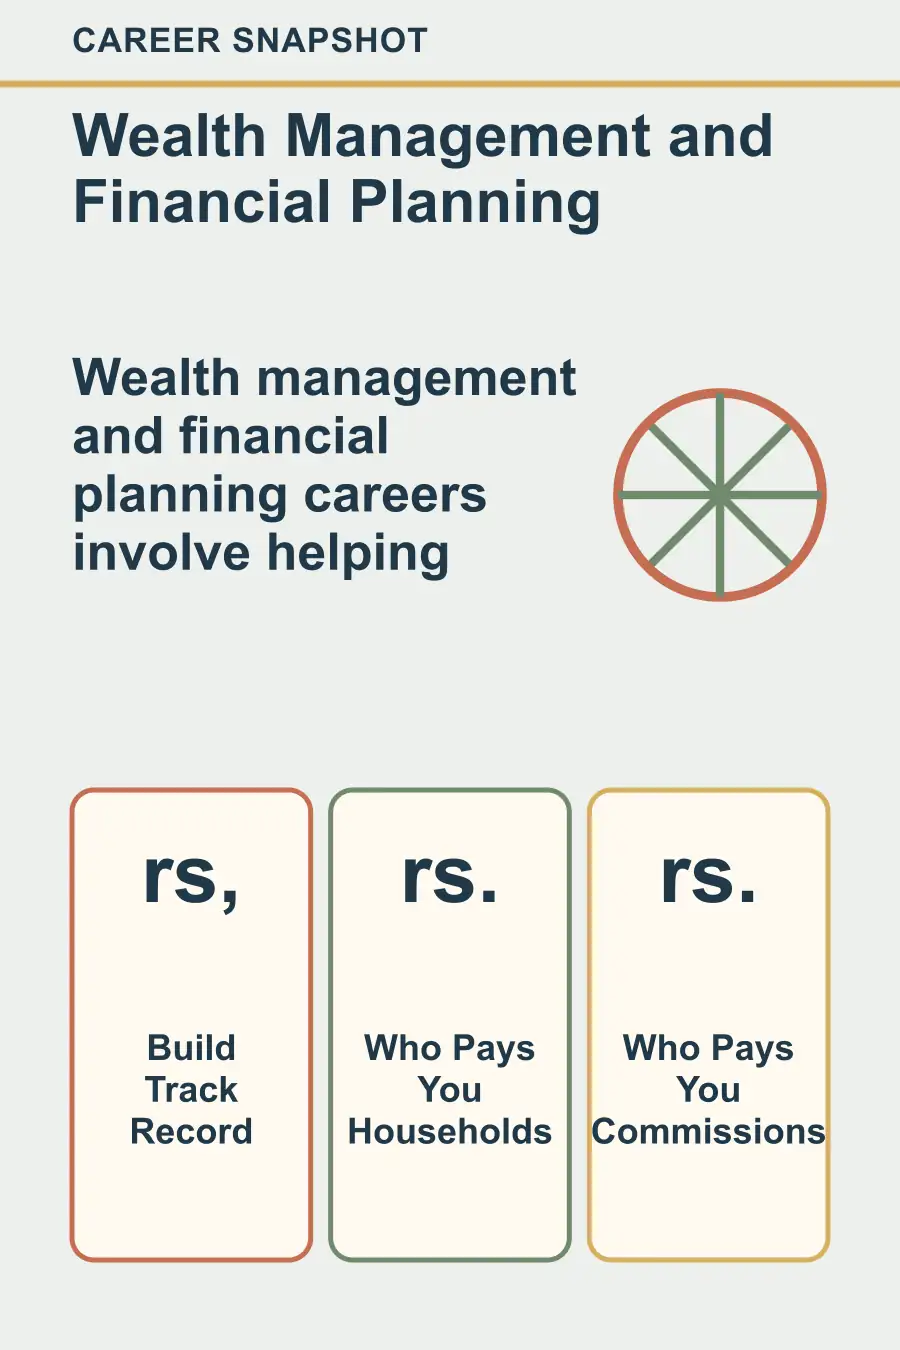 CAREER SNAPSHOT
Wealth Management and
Financial Planning
Wealth management
and financial
planning careers
involve helping
rs,
Build
Track
Record
rs.
Who Pays
You
Households
rs.
Who Pays
You
Commissions